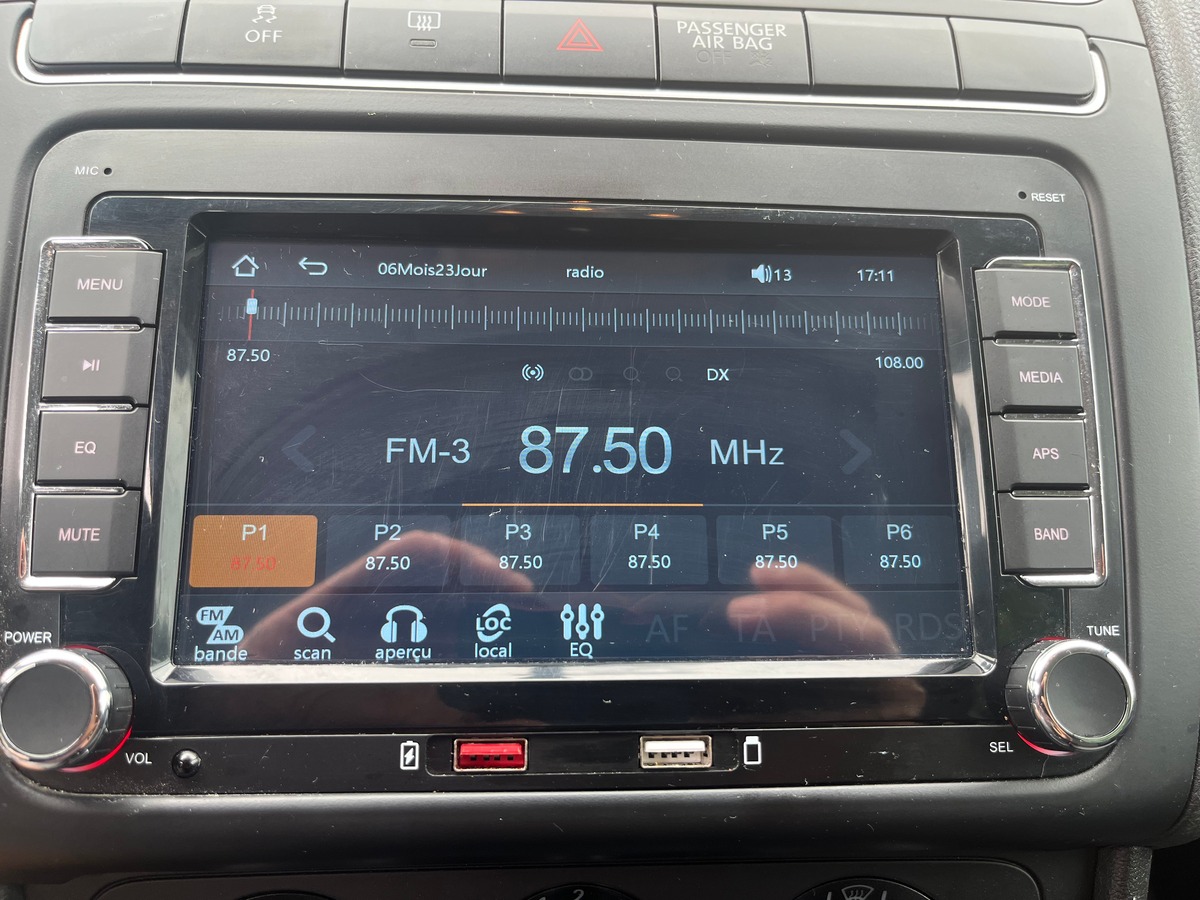 OFF
PASSENGER
AIR BAG
OFF
MIC
RESET
MENU
EQ
MUTE
MODE
MEDIA
APS
BAND
06Mois23Jour radio 13 17:11
87.50 108.00
DX
FM-3 87.50 MHz
P1 P2 P3 P4 P5 P6
87.50 87.50 87.50 87.50 87.50 87.50
FM AM LOC
bande scan aperçu local EQ
AF TA PTY RDS
POWER
TUNE
VOL
SEL
2